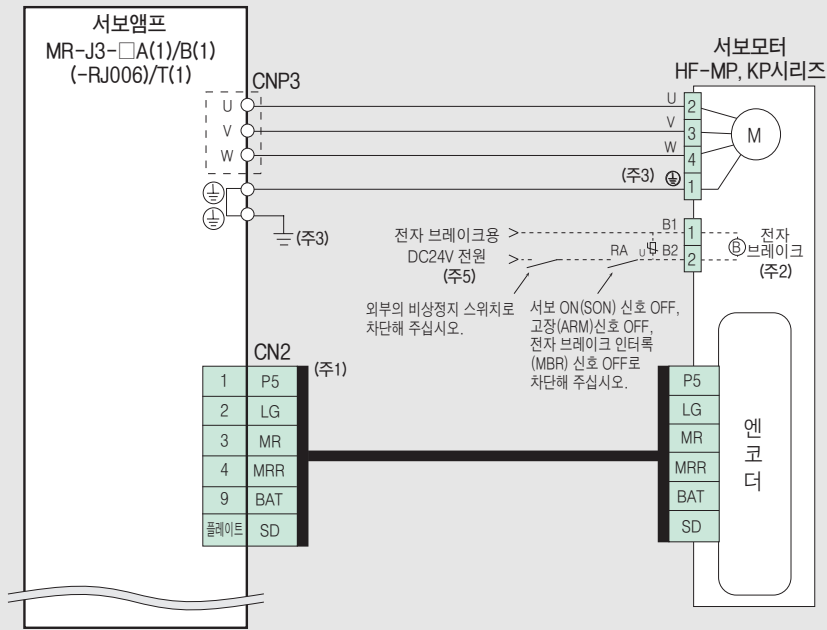 서보앰프
MR-J3-□A(1)/B(1)
(-RJ006)/T(1)
CNP3
U
V
W
(주3)
서보모터
HF-MP, KP시리즈
U
2
V
3
W
4
(주3)
1
M
전자 브레이크용
DC24V 전원
(주5)
RA
U
B1
1
B2
2
B
전자
브레이크
(주2)
외부의 비상정지 스위치로
차단해 주십시오.
서보 ON(SON) 신호 OFF,
고장(ARM)신호 OFF,
전자 브레이크 인터록
(MBR) 신호 OFF로
차단해 주십시오.
CN2
(주1)
1 P5
2 LG
3 MR
4 MRR
9 BAT
플레이트 SD
P5
LG
MR
MRR
BAT
SD
엔코더